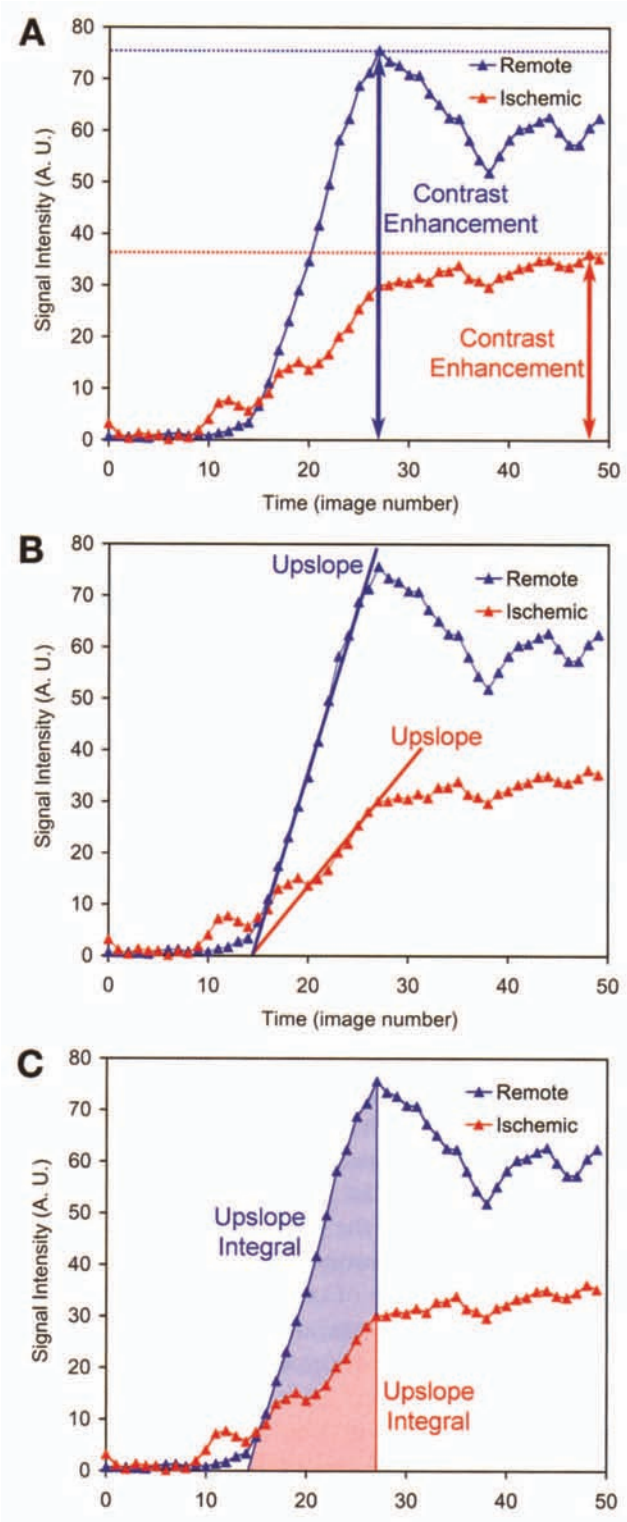 A
80
70
60
50
40
30
20
10
0
Signal Intensity (A. U.)
Remote
Ischemic
Contrast
Enhancement
Contrast
Enhancement
0 10 20 30 40 50
Time (image number)
B
80
70
60
50
40
30
20
10
0
Signal Intensity (A. U.)
Upslope
Remote
Ischemic
Upslope
0 10 20 30 40 50
Time (image number)
C
80
70
60
50
40
30
20
10
0
Signal Intensity (A. U.)
Remote
Ischemic
Upslope
Integral
Upslope
Integral
0 10 20 30 40 50
Time (image number)